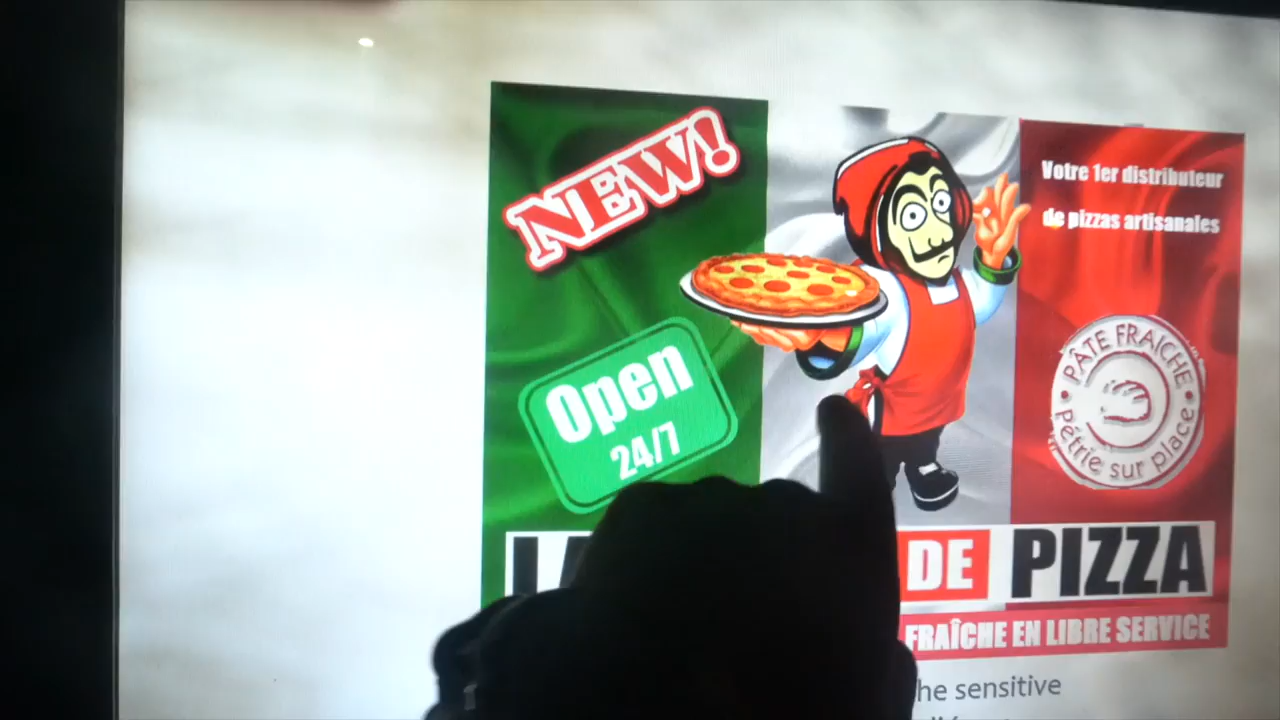 NEW!
Open
24/7
Votre 1er distributeur
de pizzas artisanales
PÂTE FRAICHE
Pétrie sur place
DE PIZZA
FRAÎCHE EN LIBRE SERVICE
sensitive